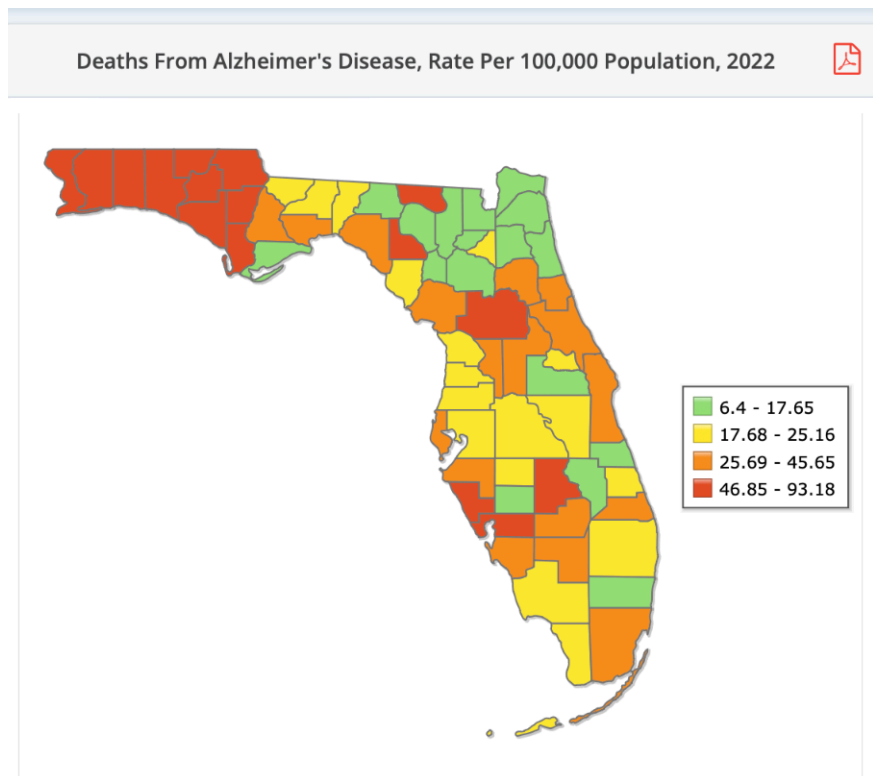 Deaths From Alzheimer's Disease, Rate Per 100,000 Population, 2022
6.4 - 17.65
17.68 - 25.16
25.69 - 45.65
46.85 - 93.18